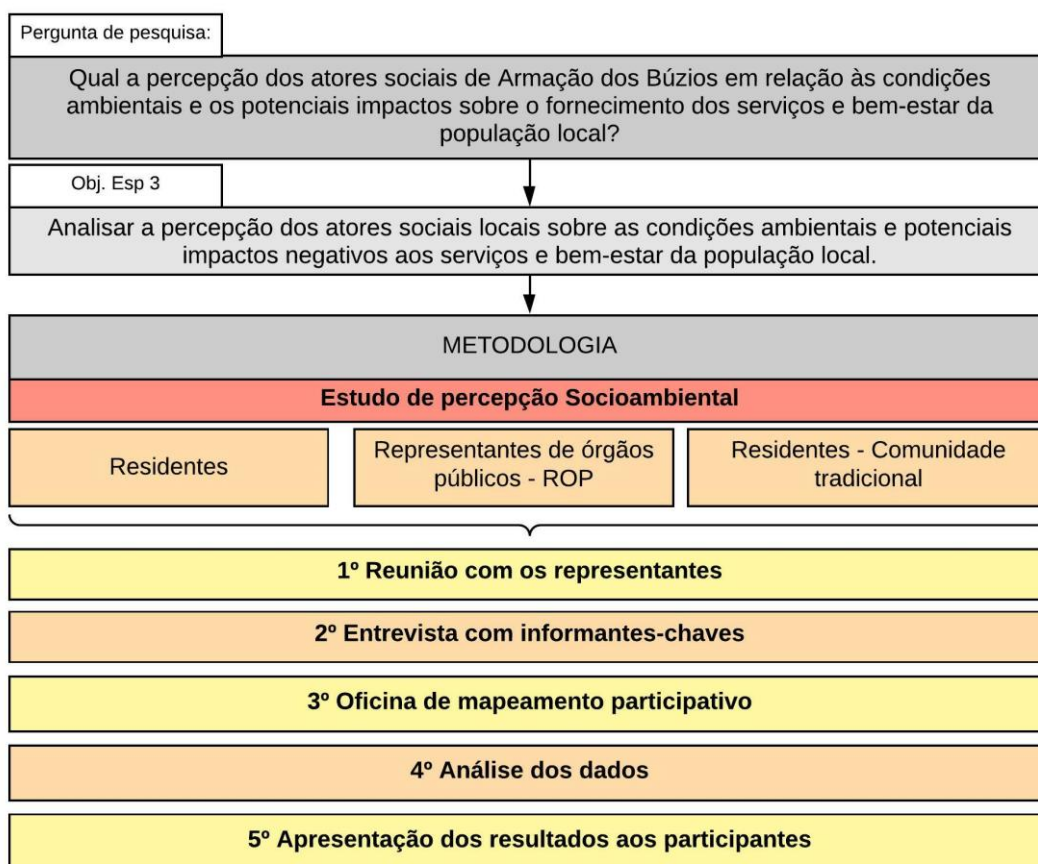 Pergunta de pesquisa:
Qual a percepção dos atores sociais de Armação dos Búzios em relação às condições
ambientais e os potenciais impactos sobre o fornecimento dos serviços e bem-estar da
população local?
Obj. Esp 3
Analisar a percepção dos atores sociais locais sobre as condições ambientais e potenciais
impactos negativos aos serviços e bem-estar da população local.
METODOLOGIA
Estudo de percepção Socioambiental
Residentes
Representantes de órgãos
públicos - ROP
Residentes - Comunidade
tradicional
1º Reunião com os representantes
2º Entrevista com informantes-chaves
3º Oficina de mapeamento participativo
4º Análise dos dados
5º Apresentação dos resultados aos participantes